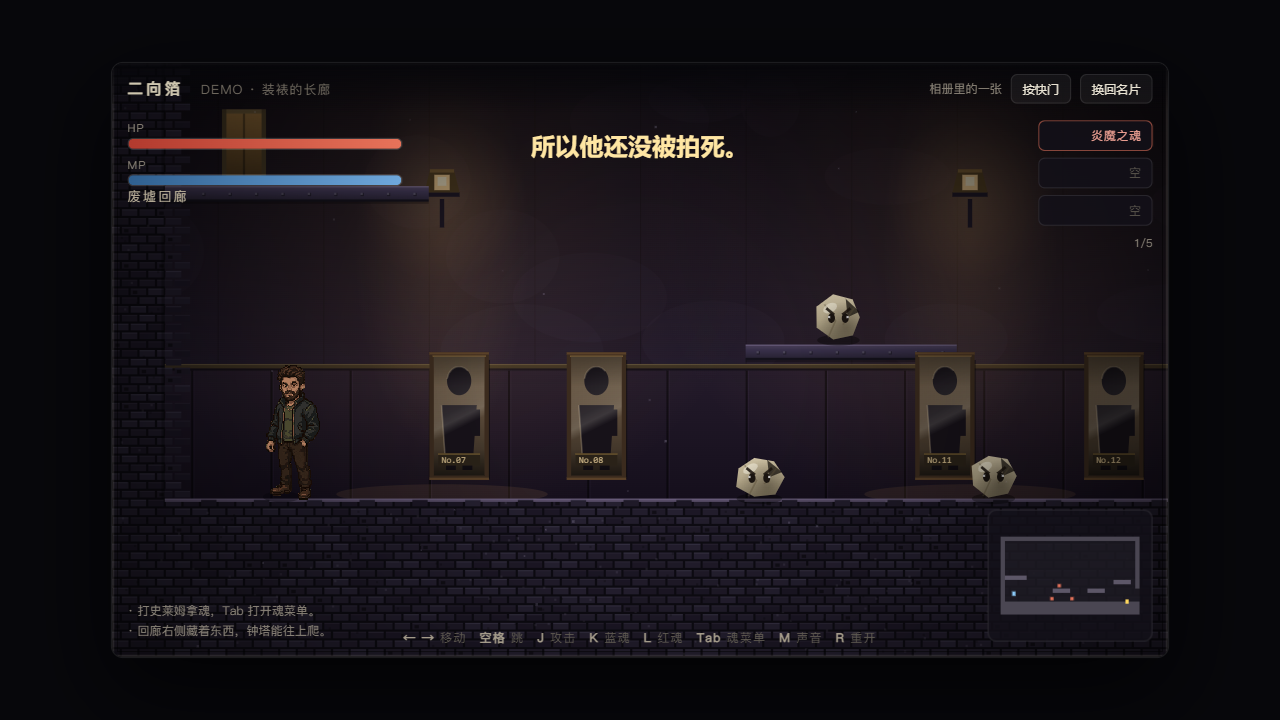 二向箔 DEMO · 装裱的长廊 相册里的一张 按快门 换回名片
HP
MP
废墟回廊
所以他还没被拍死。
炎魔之魂
空
空
1/5
No.07 No.08 No.11 No.12
· 打史莱姆拿魂，Tab 打开魂菜单。
· 回廊右侧藏着东西，钟塔能往上爬。
← → 移动 空格 跳 J 攻击 K 蓝魂 L 红魂 Tab 魂菜单 M 声音 R 重开